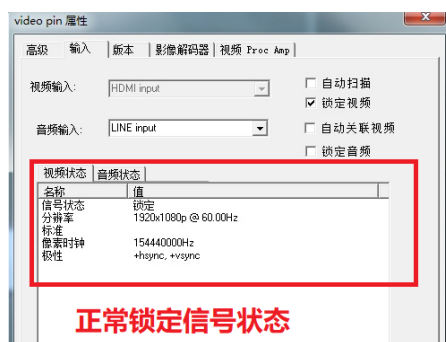 video pin 属性
高级 输入 版本 影像解码器 视频 Proc Amp
视频输入: HDMI input 自动扫描
锁定视频
音频输入: LINE input 自动关联视频
锁定音频
视频状态 音频状态
名称 值
信号状态 锁定
分辨率 1920x1080p @ 60.00Hz
标准
像素时钟 154440000Hz
极性 +hsync, +vsync
正常锁定信号状态